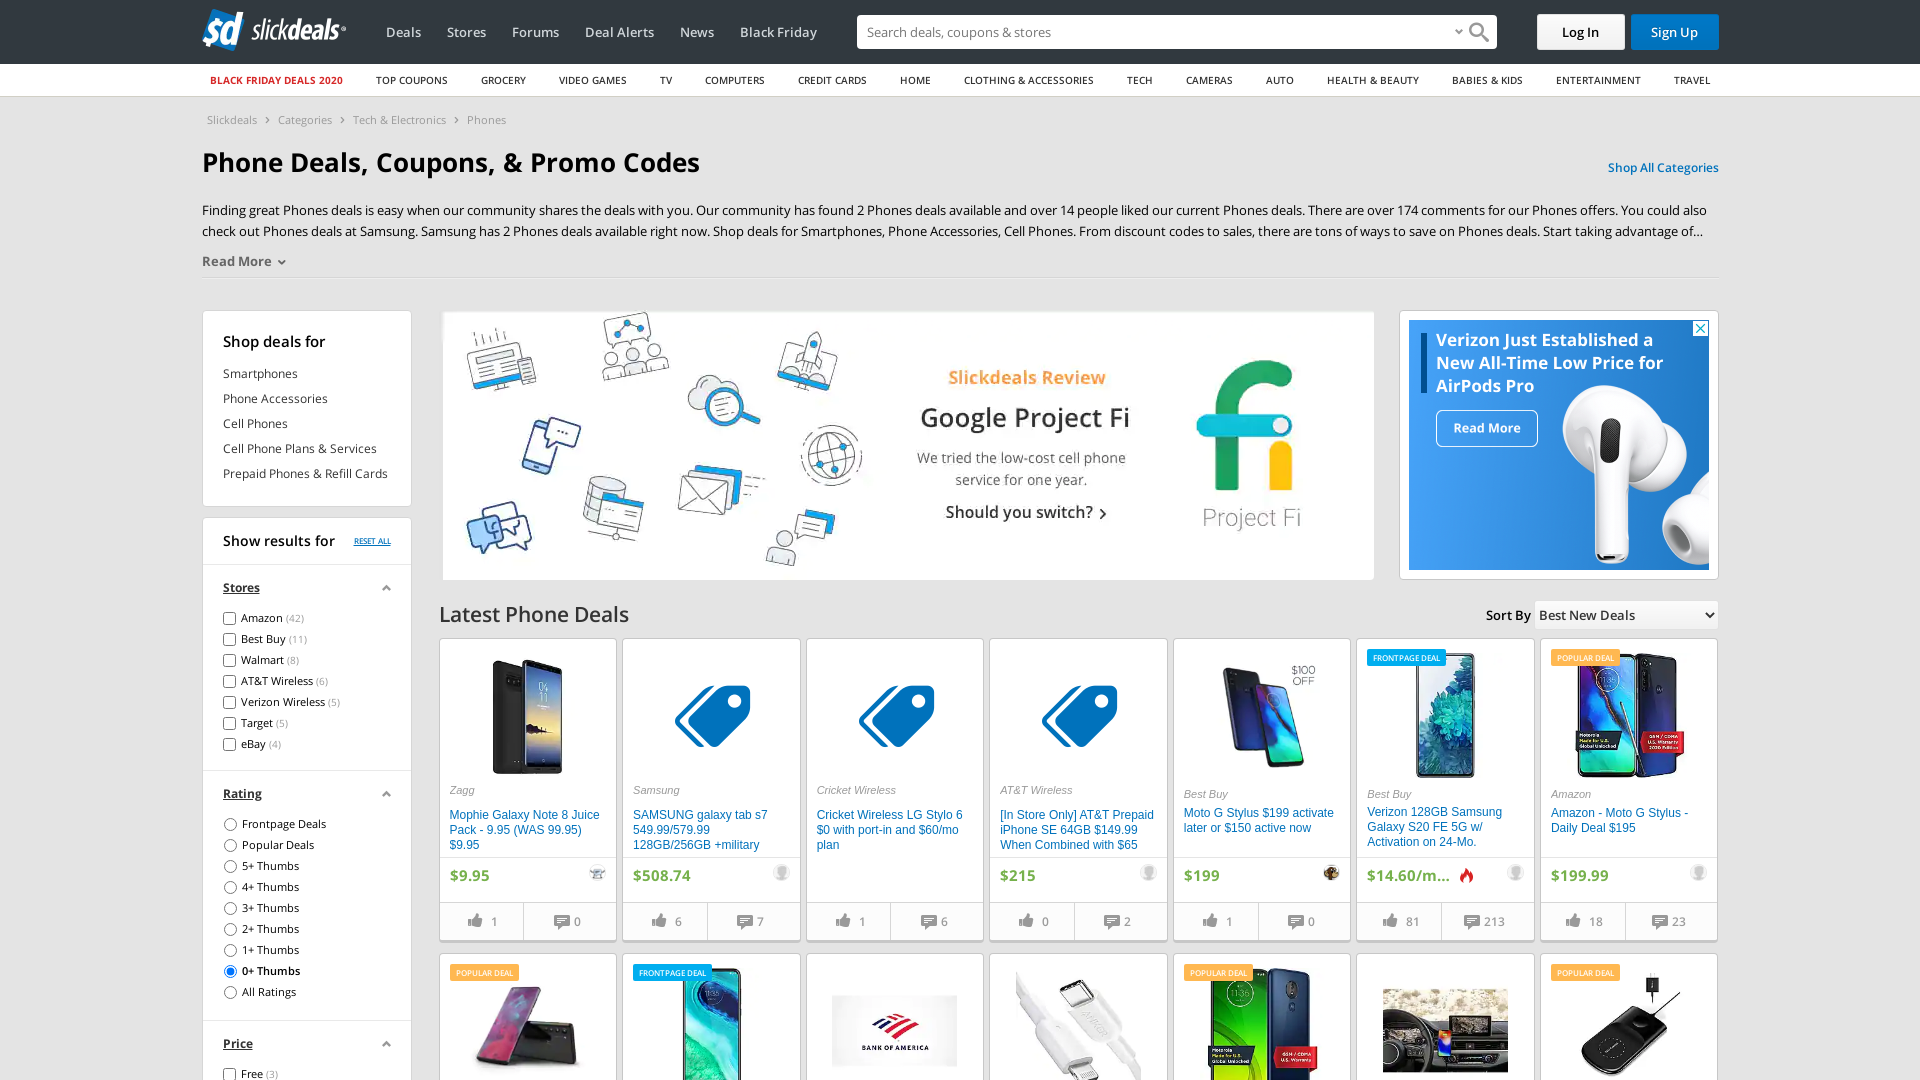 sd slickdeals
Deals
Stores
Forums
Deal Alerts
News
Black Friday
Search deals, coupons & stores
Log In
Sign Up
BLACK FRIDAY DEALS 2020
TOP COUPONS
GROCERY
VIDEO GAMES
TV
COMPUTERS
CREDIT CARDS
HOME
CLOTHING & ACCESSORIES
TECH
CAMERAS
AUTO
HEALTH & BEAUTY
BABIES & KIDS
ENTERTAINMENT
TRAVEL
Slickdeals > Categories > Tech & Electronics > Phones
Phone Deals, Coupons, & Promo Codes
Shop All Categories
Finding great Phones deals is easy when our community shares the deals with you. Our community has found 2 Phones deals available and over 14 people liked our current Phones deals. There are over 174 comments for our Phones offers. You could also
check out Phones deals at Samsung. Samsung has 2 Phones deals available right now. Shop deals for Smartphones, Phone Accessories, Cell Phones. From discount codes to sales, there are tons of ways to save on Phones deals. Start taking advantage of...
Read More
Shop deals for
Smartphones
Phone Accessories
Cell Phones
Cell Phone Plans & Services
Prepaid Phones & Refill Cards
Show results for
RESET ALL
Stores
Amazon (42)
Best Buy (11)
Walmart (8)
AT&T Wireless (6)
Verizon Wireless (5)
Target (5)
eBay (4)
Rating
Frontpage Deals
Popular Deals
5+ Thumbs
4+ Thumbs
3+ Thumbs
2+ Thumbs
1+ Thumbs
0+ Thumbs
All Ratings
Price
Free (3)
Slickdeals Review
Google Project Fi
We tried the low-cost cell phone
service for one year.
Should you switch? >
Project Fi
Verizon Just Established a
New All-Time Low Price for
AirPods Pro
Read More
Latest Phone Deals
Sort By
Best New Deals
Zagg
Mophie Galaxy Note 8 Juice
Pack - 9.95 (WAS 99.95)
$9.95
$9.95
1
0
Samsung
SAMSUNG galaxy tab s7
549.99/579.99
128GB/256GB +military
$508.74
6
7
Cricket Wireless
Cricket Wireless LG Stylo 6
$0 with port-in and $60/mo
plan
1
6
AT&T Wireless
[In Store Only] AT&T Prepaid
iPhone SE 64GB $149.99
When Combined with $65
$215
0
2
$100
OFF
Best Buy
Moto G Stylus $199 activate
later or $150 active now
$199
1
0
FRONTPAGE DEAL
Best Buy
Verizon 128GB Samsung
Galaxy S20 FE 5G w/
Activation on 24-Mo.
$14.60/m...
81
213
POPULAR DEAL
Amazon
Amazon - Moto G Stylus -
Daily Deal $195
$199.99
18
23
POPULAR DEAL
FRONTPAGE DEAL
BANK OF AMERICA
POPULAR DEAL
POPULAR DEAL